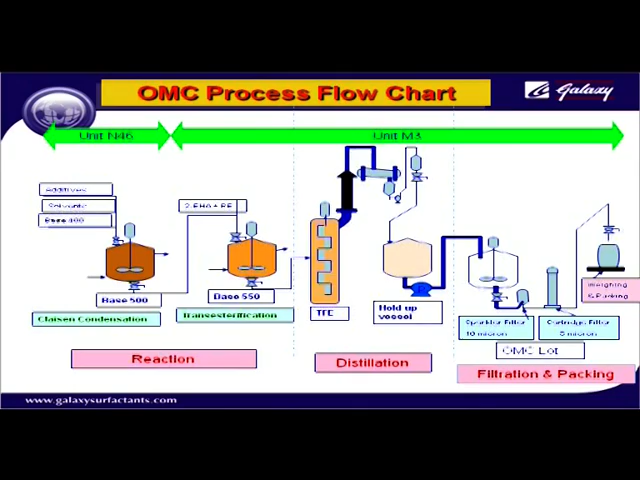 OMC Process Flow Chart
Galaxy
Unit N46
Unit M3
Additives
Solvents
Base 400
2-EHA + RE
Base 500
Base 550
TFE
Hold up
vessel
Claisen Condensation
Transesterification
Sparkler Filter
10 micron
Cartridge Filter
5 micron
Weighing
& Packing
OMC Lot
Reaction
Distillation
Filtration & Packing
www.galaxysurfactants.com